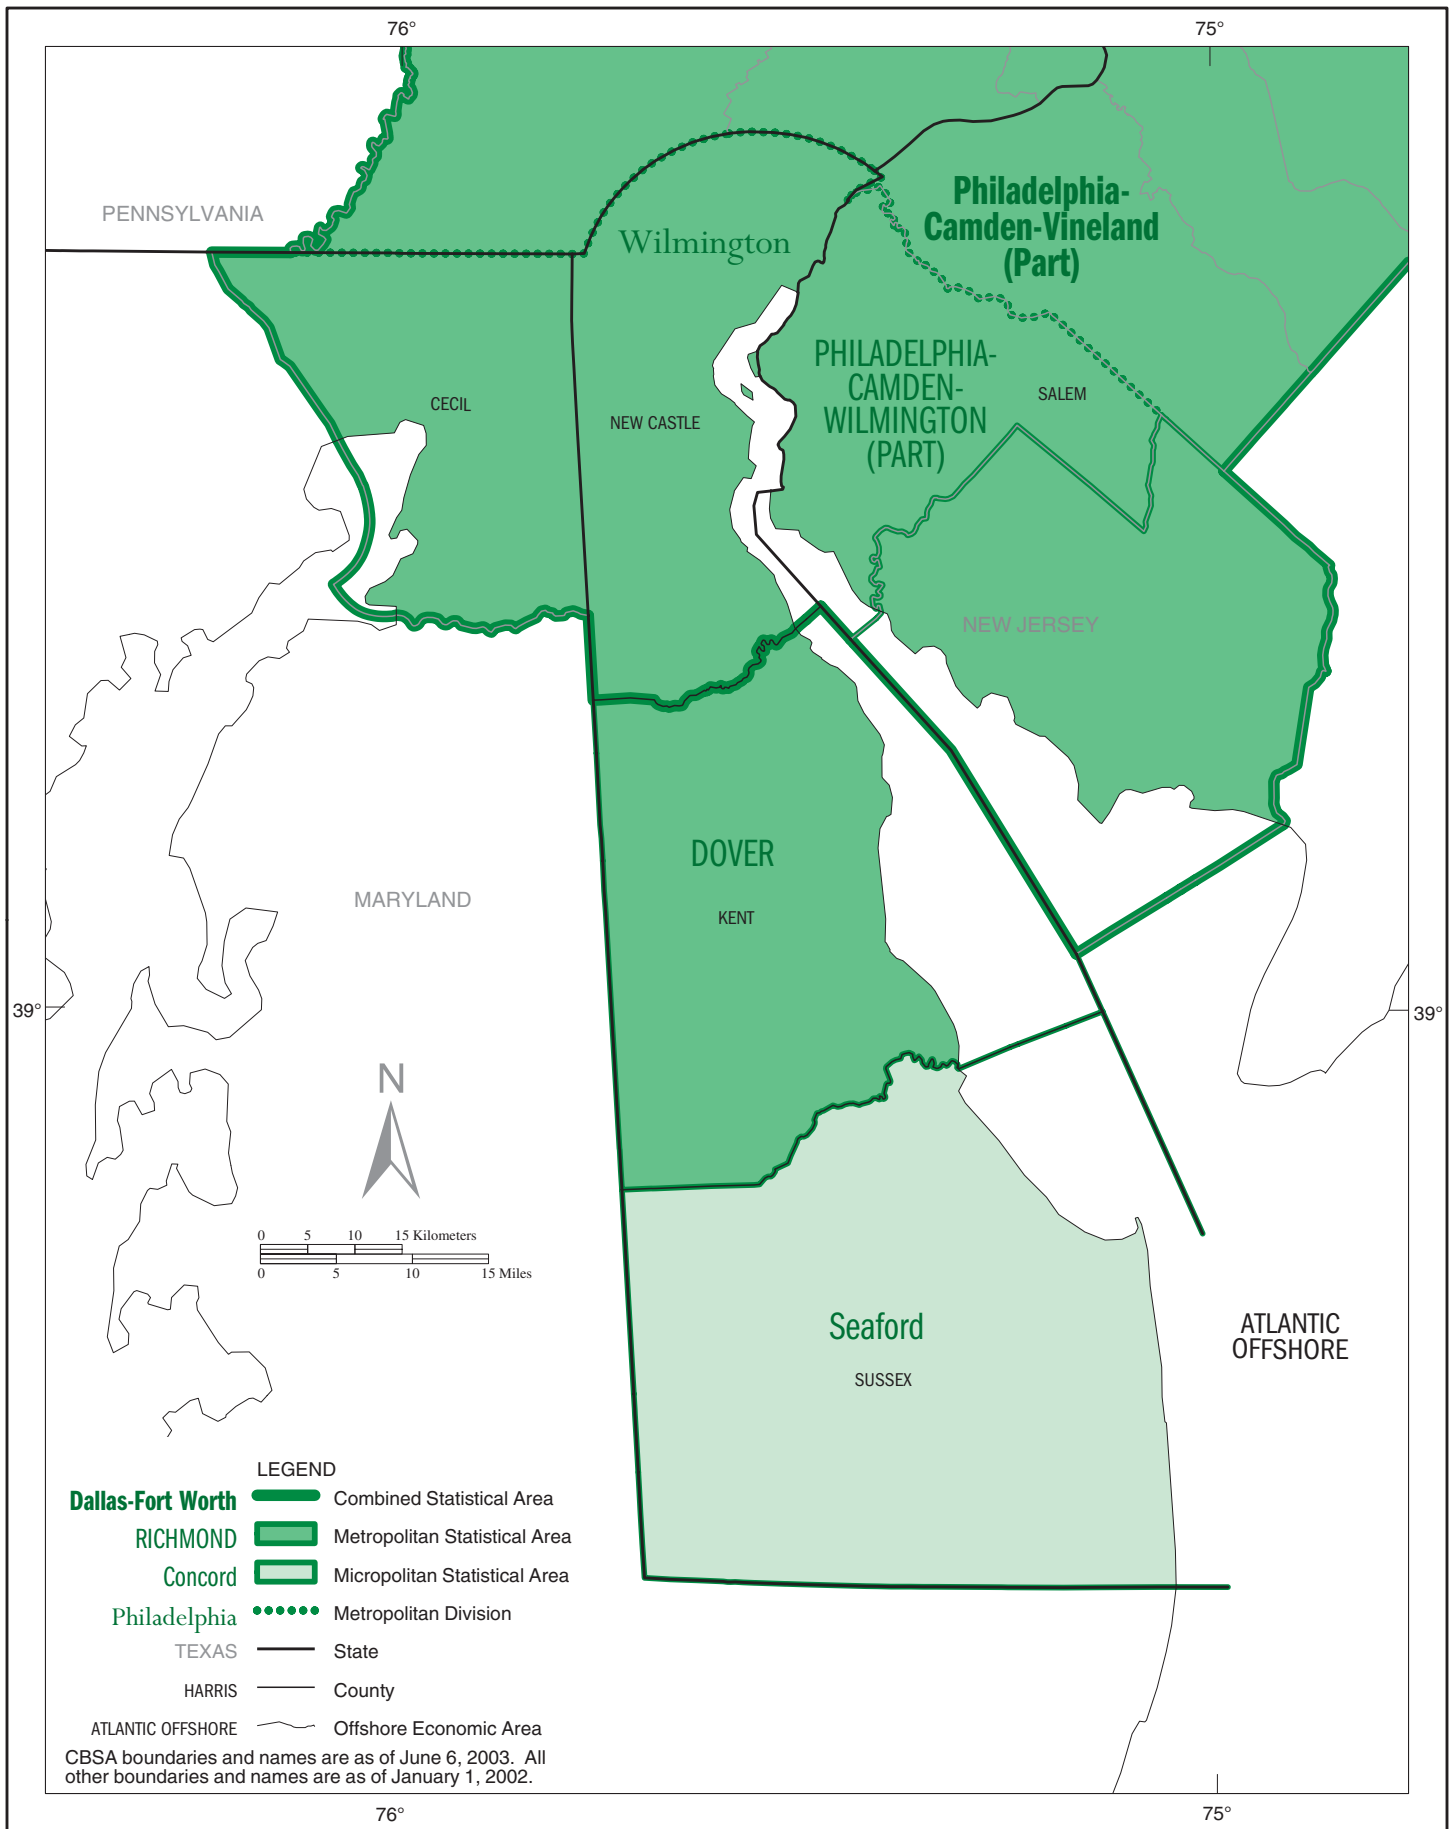 76°
75°
PENNSYLVANIA
Wilmington
Philadelphia-
Camden-Vineland
(Part)
PHILADELPHIA-
CAMDEN-
WILMINGTON
(PART)
SALEM
CECIL
NEW CASTLE
NEW JERSEY
DOVER
KENT
MARYLAND
39°
39°
N
0 5 10 15 Kilometers
0 5 10 15 Miles
Seaford
SUSSEX
ATLANTIC
OFFSHORE
LEGEND
Dallas-Fort Worth Combined Statistical Area
RICHMOND Metropolitan Statistical Area
Concord Micropolitan Statistical Area
Philadelphia Metropolitan Division
TEXAS State
HARRIS County
ATLANTIC OFFSHORE Offshore Economic Area
CBSA boundaries and names are as of June 6, 2003. All
other boundaries and names are as of January 1, 2002.
76°
75°